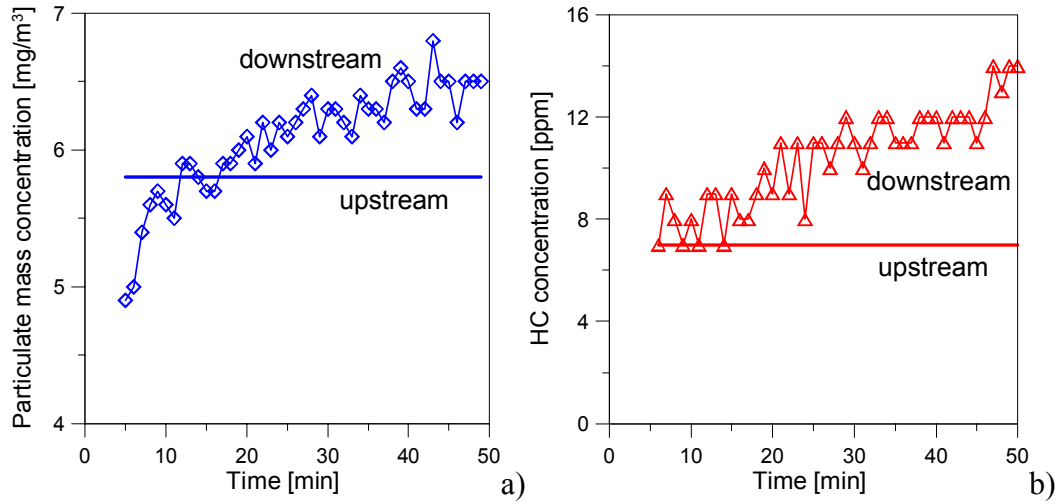 Particulate mass concentration [mg/m³]
7
6
5
4
downstream
upstream
0 10 20 30 40 50
Time [min]
a)
HC concentration [ppm]
16
12
8
4
0
downstream
upstream
0 10 20 30 40 50
Time [min]
b)